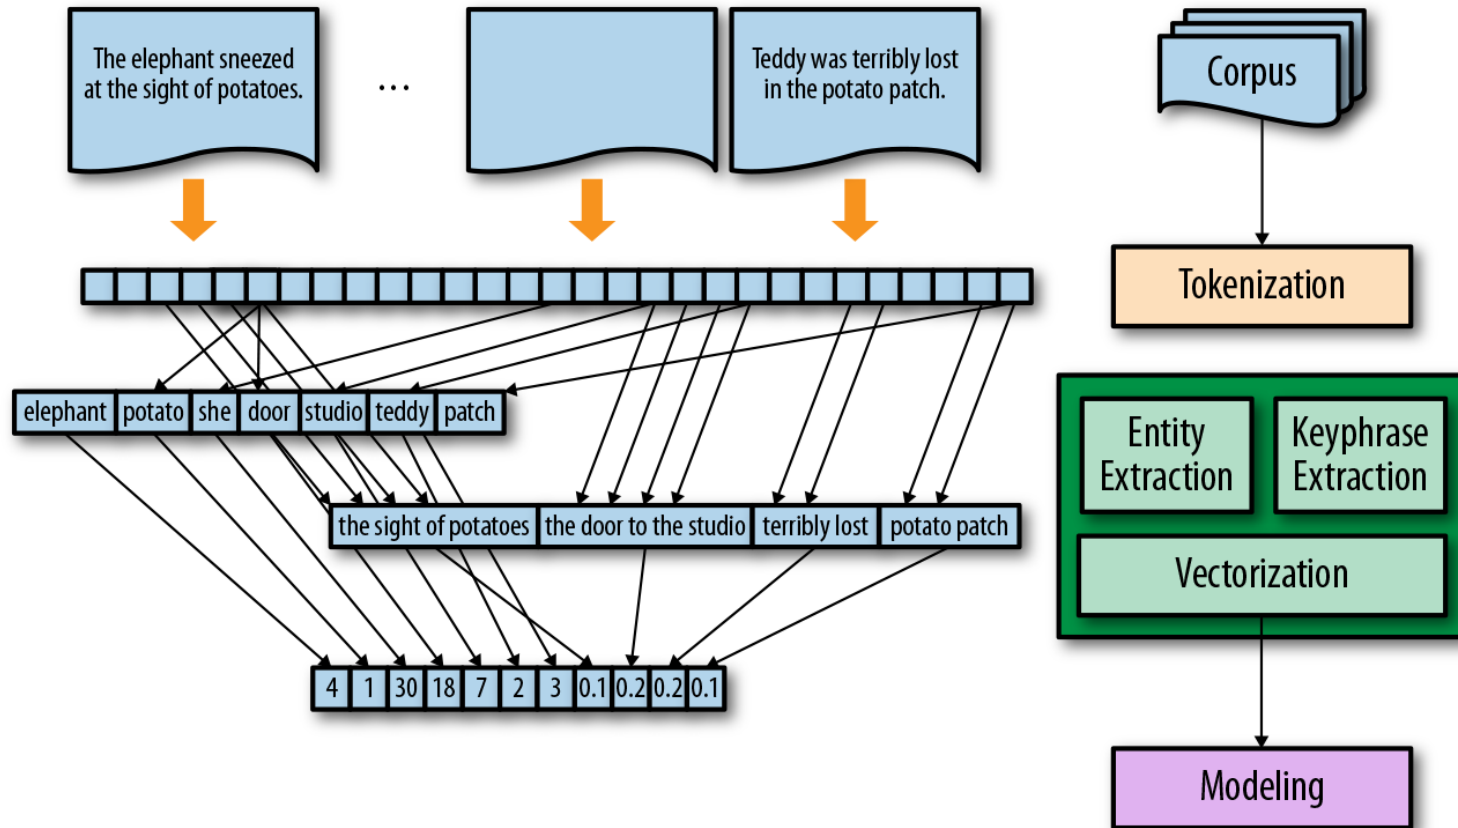 The elephant sneezed
at the sight of potatoes.
...
Teddy was terribly lost
in the potato patch.
Corpus
Tokenization
elephant potato she door studio teddy patch
Entity
Extraction
Keyphrase
Extraction
the sight of potatoes the door to the studio terribly lost potato patch
Vectorization
4 1 30 18 7 2 3 0.1 0.2 0.2 0.1
Modeling